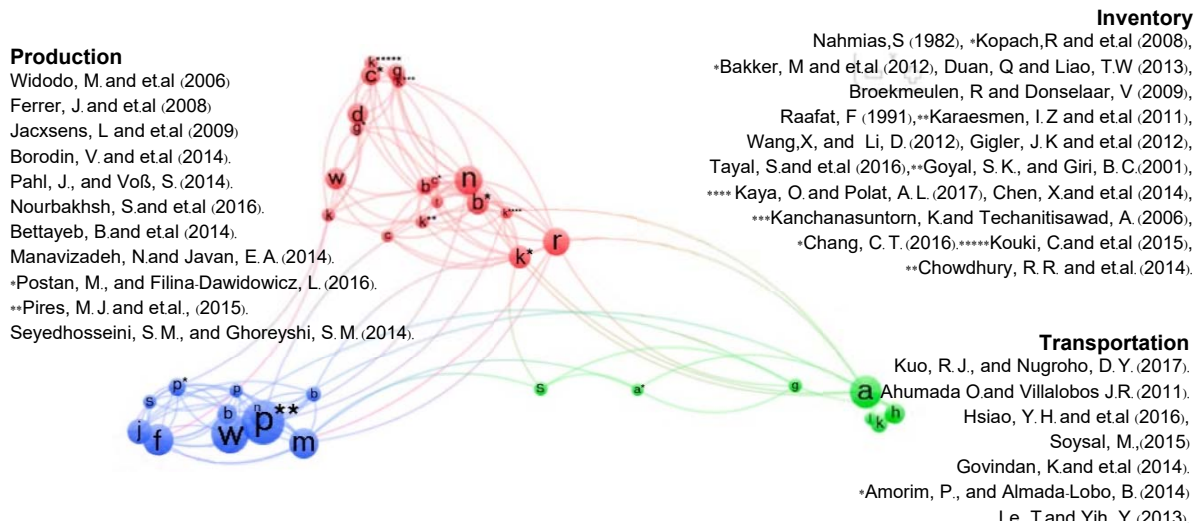 Production
Widodo, M. and et.al (2006)
Ferrer, J. and et.al (2008)
Jacxsens, L and et.al (2009)
Borodin, V. and et.al (2014).
Pahl, J., and Voß, S. (2014).
Nourbakhsh, S.and et.al (2016).
Bettayeb, B.and et.al (2014).
Manavizadeh, N.and Javan, E. A. (2014).
*Postan, M., and Filina-Dawidowicz, L. (2016).
**Pires, M. J. and et.al., (2015).
Seyedhosseini, S. M., and Ghoreyshi, S. M. (2014).
Inventory
Nahmias,S (1982), *Kopach,R and et.al (2008),
*Bakker, M and et.al (2012), Duan, Q and Liao, T.W (2013),
Broekmeulen, R and Donselaar, V (2009),
Raafat, F (1991),**Karaesmen, I.Z and et.al (2011),
Wang,X, and Li, D. (2012), Gigler, J.K and et.al (2012),
Tayal, S.and et.al (2016),**Goyal, S. K., and Giri, B. C.(2001),
****Kaya, O. and Polat, A. L. (2017), Chen, X.and et.al (2014),
***Kanchanasuntorn, K.and Techanitisawad, A. (2006),
*Chang, C. T. (2016).*****Kouki, C.and et.al (2015),
**Chowdhury, R. R. and et.al. (2014).
k*****
c*
g
k***
d
g
w
k
n
b
c*
b*
i
k**
k****
c
k*
r
Transportation
Kuo, R. J., and Nugroho, D. Y. (2017).
Ahumada O.and Villalobos J.R. (2011).
Hsiao, Y. H. and et.al (2016),
Soysal, M.,(2015)
Govindan, K.and et.al (2014).
*Amorim, P., and Almada-Lobo, B. (2014)
Le, T.and Yih, Y. (2013).
p*
s
p
b
j
f
b
n
w
p**
m
s
a*
g
a
h
l
k